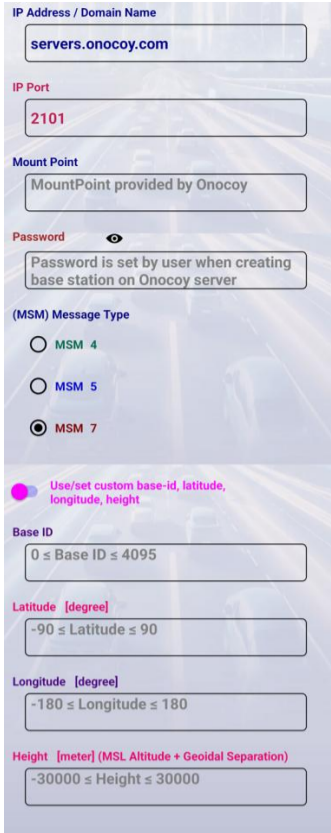 IP Address / Domain Name
servers.onocoy.com
IP Port
2101
Mount Point
MountPoint provided by Onocoy
Password
Password is set by user when creating
base station on Onocoy server
(MSM) Message Type
MSM 4
MSM 5
MSM 7
Use/set custom base-id, latitude,
longitude, height
Base ID
0 ≤ Base ID ≤ 4095
Latitude [degree]
-90 ≤ Latitude ≤ 90
Longitude [degree]
-180 ≤ Longitude ≤ 180
Height [meter] (MSL Altitude + Geoidal Separation)
-30000 ≤ Height ≤ 30000